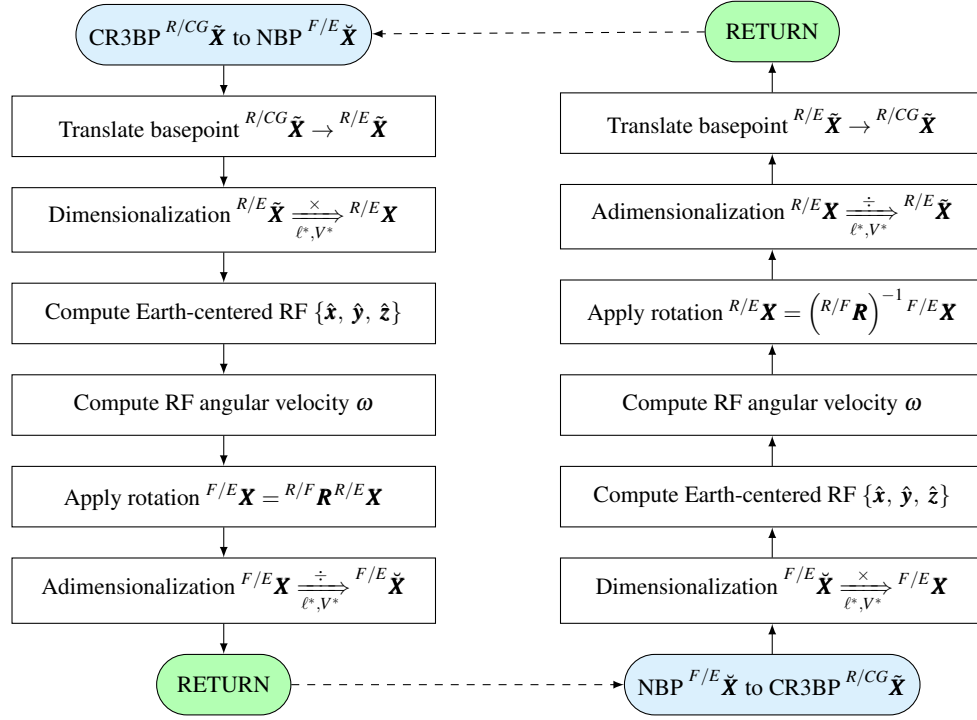 CR3BP ^{R/CG}X̃ to NBP ^{F/E}X̆
Translate basepoint ^{R/CG}X̃ → ^{R/E}X̃
Dimensionalization ^{R/E}X̃ ×⟹_{ℓ*,V*} ^{R/E}X
Compute Earth-centered RF {x̂, ŷ, ẑ}
Compute RF angular velocity ω
Apply rotation ^{F/E}X = ^{R/F}R ^{R/E}X
Adimensionalization ^{F/E}X ÷⟹_{ℓ*,V*} ^{F/E}X̆
RETURN
RETURN
Translate basepoint ^{R/E}X̃ → ^{R/CG}X̃
Adimensionalization ^{R/E}X ÷⟹_{ℓ*,V*} ^{R/E}X̃
Apply rotation ^{R/E}X = (^{R/F}R)^{−1} ^{F/E}X
Compute RF angular velocity ω
Compute Earth-centered RF {x̂, ŷ, ẑ}
Dimensionalization ^{F/E}X̆ ×⟹_{ℓ*,V*} ^{F/E}X
NBP ^{F/E}X̆ to CR3BP ^{R/CG}X̃